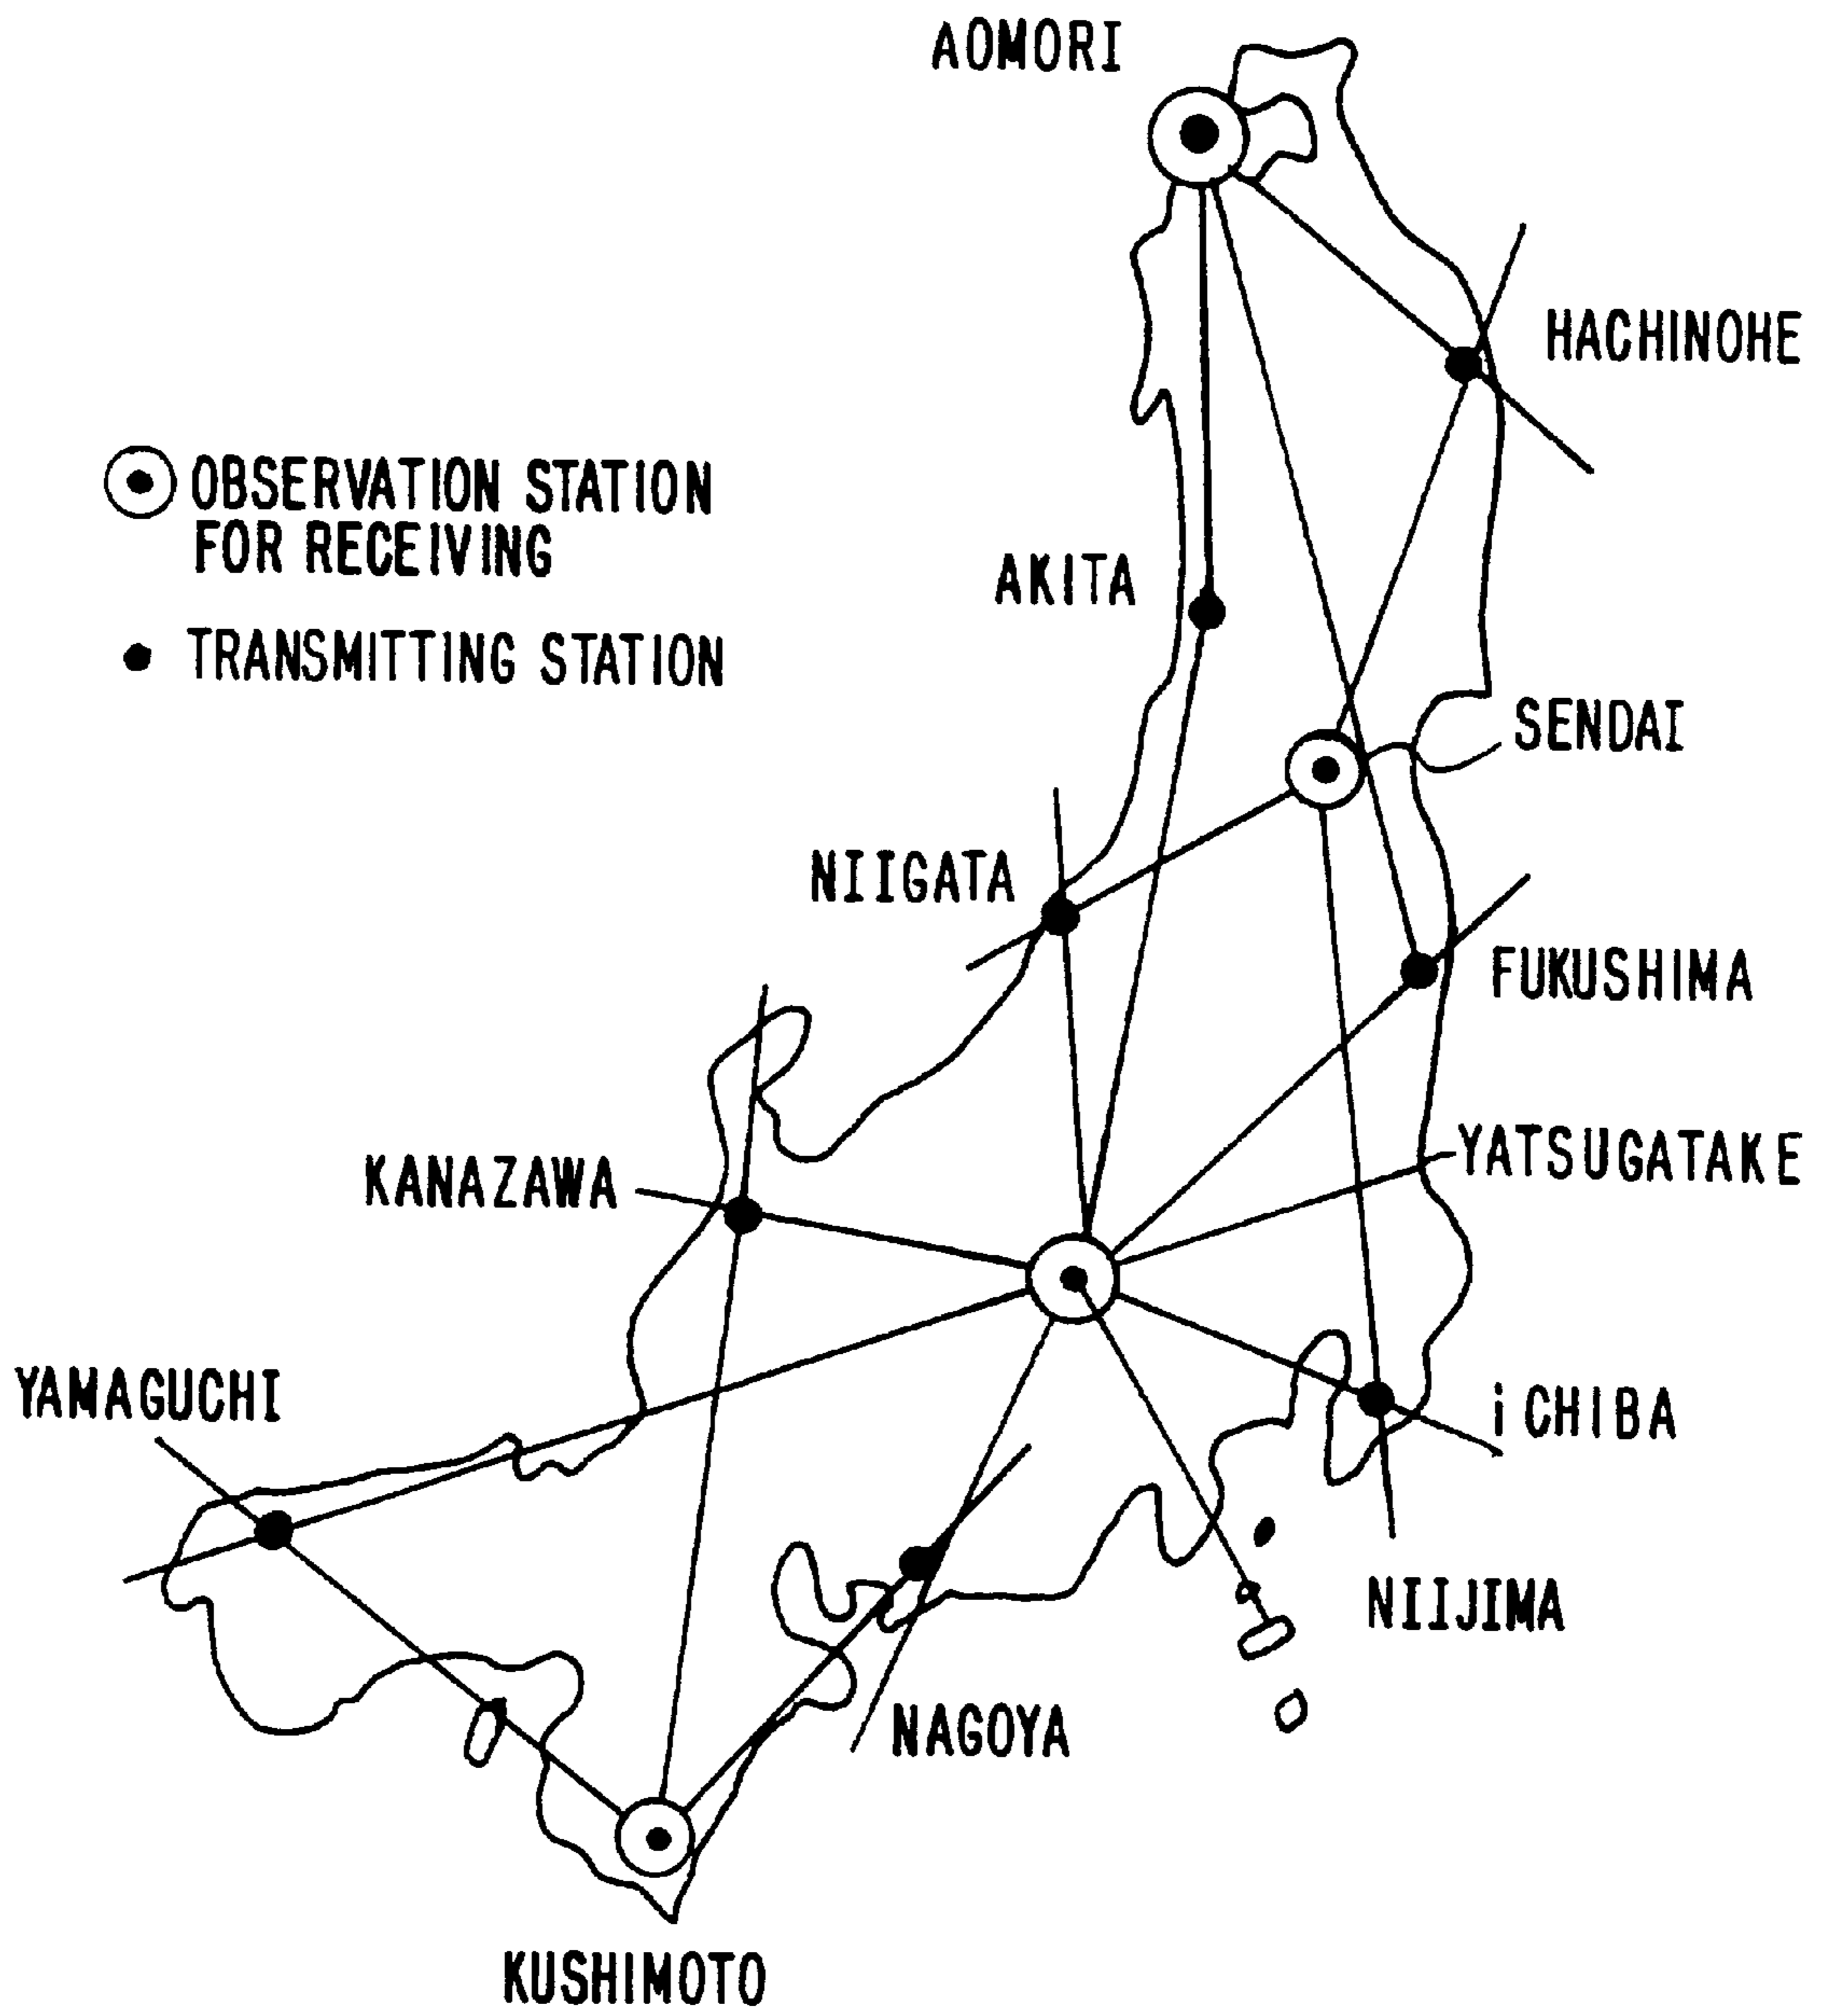 AOMORI
HACHINOHE
OBSERVATION STATION
FOR RECEIVING
AKITA
TRANSMITTING STATION
SENDAI
NIIGATA
FUKUSHIMA
YATSUGATAKE
KANAZAWA
YAMAGUCHI
i CHIBA
NIIJIMA
NAGOYA
KUSHIMOTO